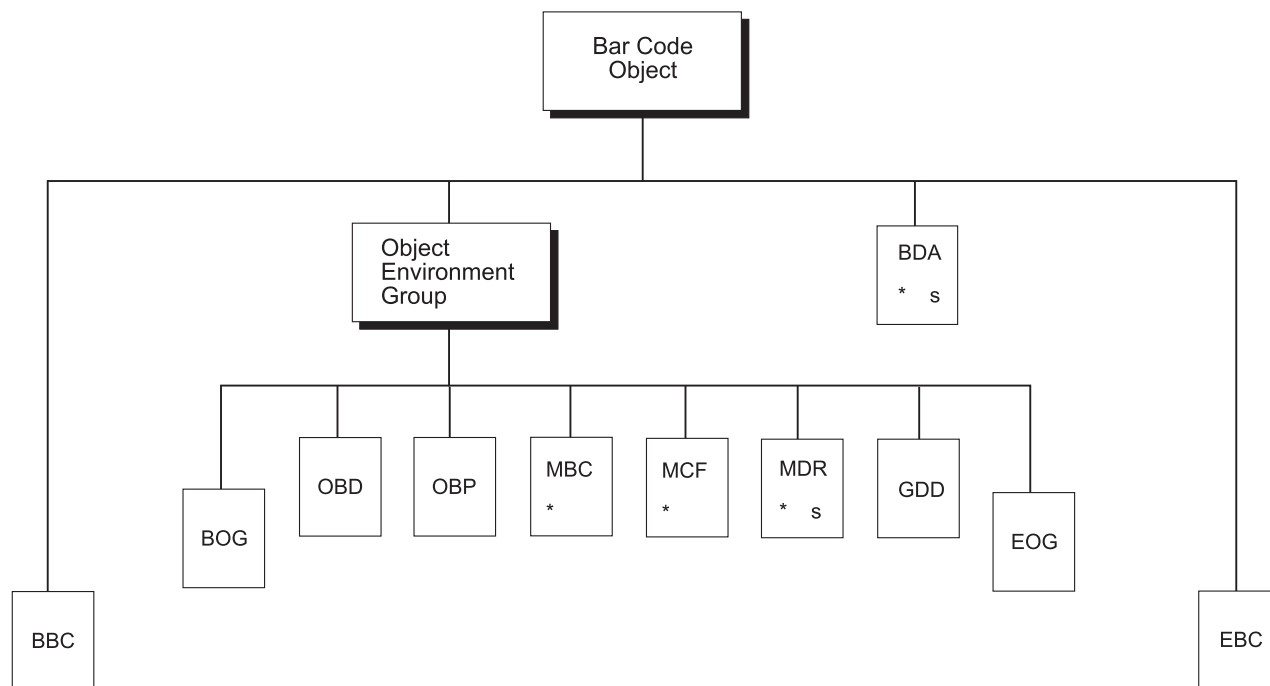 Bar Code
Object
Object
Environment
Group
BDA
* s
OBD
OBP
MBC
*
MCF
*
MDR
* s
GDD
BOG
EOG
BBC
EBC